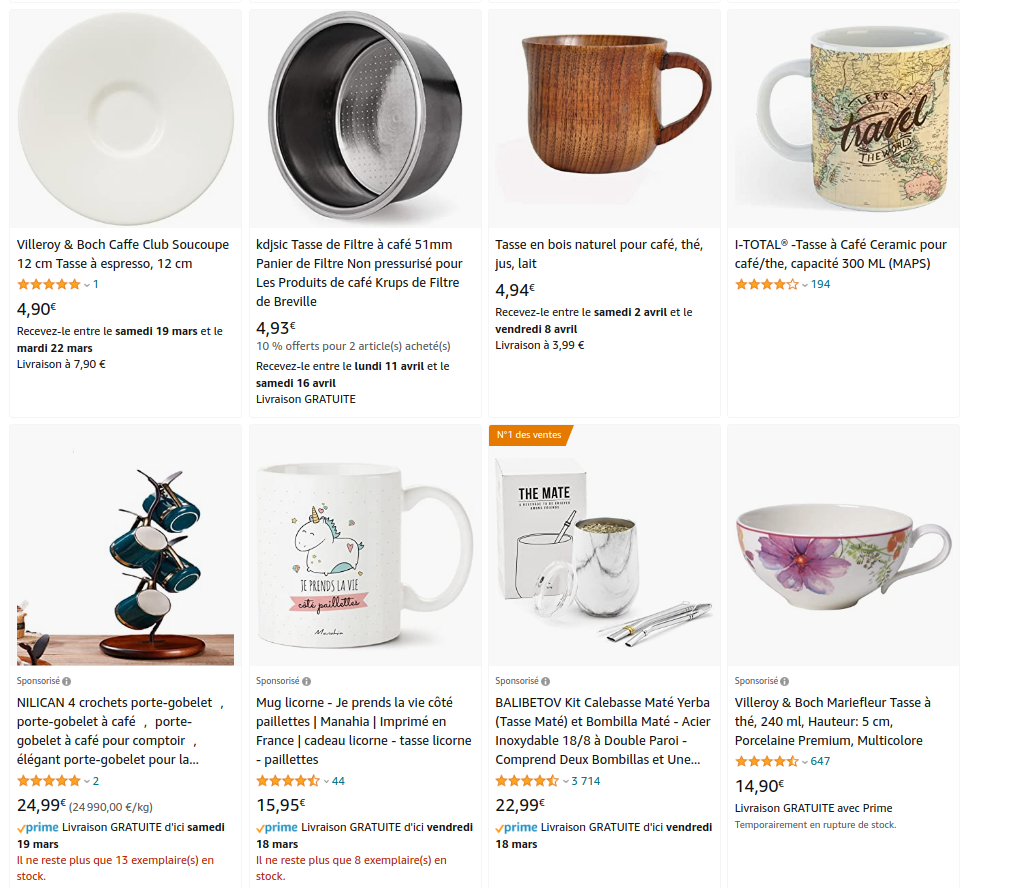 LET'S
travel
THE WORLD
Villeroy & Boch Caffe Club Soucoupe
12 cm Tasse à espresso, 12 cm
1
4,90€
Recevez-le entre le samedi 19 mars et le
mardi 22 mars
Livraison à 7,90 €
kdjsic Tasse de Filtre à café 51mm
Panier de Filtre Non pressurisé pour
Les Produits de café Krups de Filtre
de Breville
4,93€
10 % offerts pour 2 article(s) acheté(s)
Recevez-le entre le lundi 11 avril et le
samedi 16 avril
Livraison GRATUITE
Tasse en bois naturel pour café, thé,
jus, lait
4,94€
Recevez-le entre le samedi 2 avril et le
vendredi 8 avril
Livraison à 3,99 €
I-TOTAL® -Tasse à Café Ceramic pour
café/the, capacité 300 ML (MAPS)
194
JE PRENDS LA VIE
côté paillettes
Manahia
N°1 des ventes
THE MATE
Sponsorisé
NILICAN 4 crochets porte-gobelet ，
porte-gobelet à café ， porte-
gobelet à café pour comptoir ，
élégant porte-gobelet pour la...
2
24,99€ (24 990,00 €/kg)
prime Livraison GRATUITE d'ici samedi
19 mars
Il ne reste plus que 13 exemplaire(s) en
stock.
Sponsorisé
Mug licorne - Je prends la vie côté
paillettes | Manahia | Imprimé en
France | cadeau licorne - tasse licorne
- paillettes
44
15,95€
prime Livraison GRATUITE d'ici vendredi
18 mars
Il ne reste plus que 8 exemplaire(s) en
stock.
Sponsorisé
BALIBETOV Kit Calebasse Maté Yerba
(Tasse Maté) et Bombilla Maté - Acier
Inoxydable 18/8 à Double Paroi -
Comprend Deux Bombillas et Une...
3 714
22,99€
prime Livraison GRATUITE d'ici vendredi
18 mars
Sponsorisé
Villeroy & Boch Mariefleur Tasse à
thé, 240 ml, Hauteur: 5 cm,
Porcelaine Premium, Multicolore
647
14,90€
Livraison GRATUITE avec Prime
Temporairement en rupture de stock.